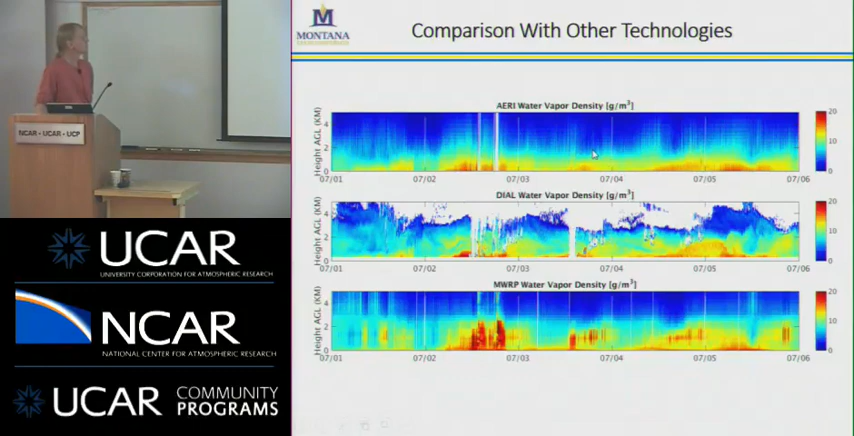 NCAR • UCAR • UCP
UCAR
UNIVERSITY CORPORATION FOR ATMOSPHERIC RESEARCH
NCAR
NATIONAL CENTER FOR ATMOSPHERIC RESEARCH
UCAR COMMUNITY PROGRAMS
MONTANA
Comparison With Other Technologies
AERI Water Vapor Density [g/m³]
Height AGL (KM)
4
2
0
07/01 07/02 07/03 07/04 07/05 07/06
20
10
0
DIAL Water Vapor Density [g/m³]
Height AGL (KM)
4
2
0
07/01 07/02 07/03 07/04 07/05 07/06
20
10
0
MWRP Water Vapor Density [g/m³]
Height AGL (KM)
4
2
0
07/01 07/02 07/03 07/04 07/05 07/06
20
10
0